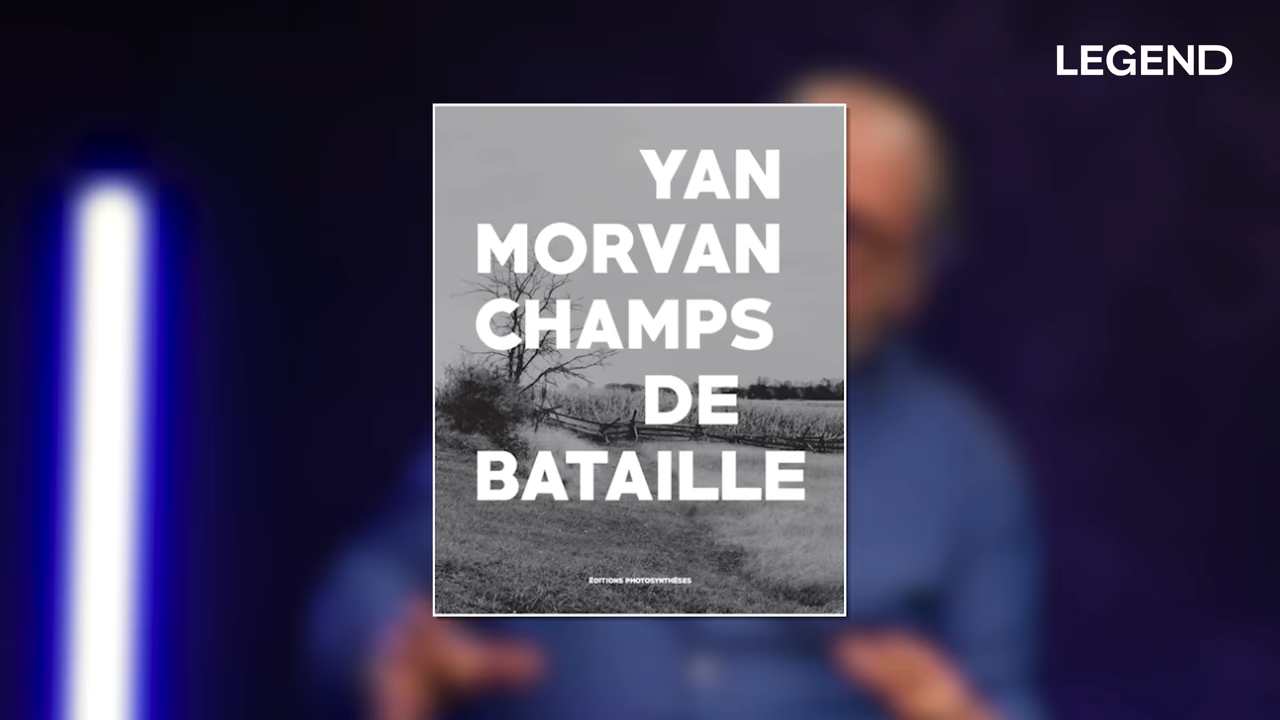 LEGEND
YAN
MORVAN
CHAMPS
DE
BATAILLE
ÉDITIONS PHOTOSYNTHÈSES